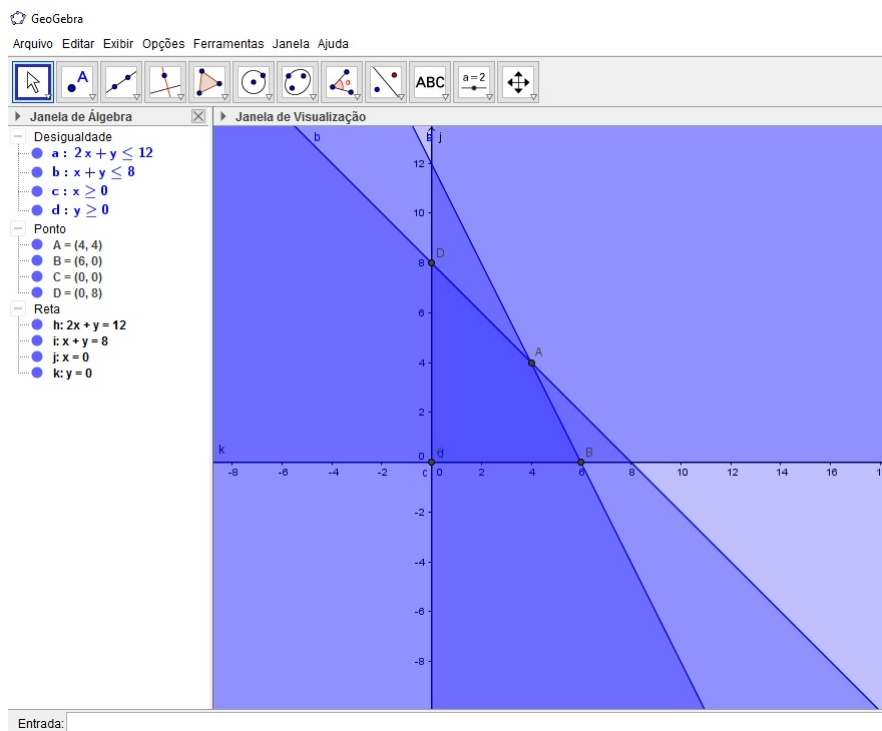 GeoGebra
Arquivo Editar Exibir Opções Ferramentas Janela Ajuda
A
α
ABC
a=2
Janela de Álgebra
Janela de Visualização
Desigualdade
a : 2 x + y ≤ 12
b : x + y ≤ 8
c : x ≥ 0
d : y ≥ 0
Ponto
A = (4, 4)
B = (6, 0)
C = (0, 0)
D = (0, 8)
Reta
h: 2x + y = 12
i: x + y = 8
j: x = 0
k: y = 0
b
j
12
10
D
8
6
A
4
2
k
0
d
B
-8 -6 -4 -2 c 0 2 4 6 8 10 12 14 16
-2
-4
-6
-8
Entrada: